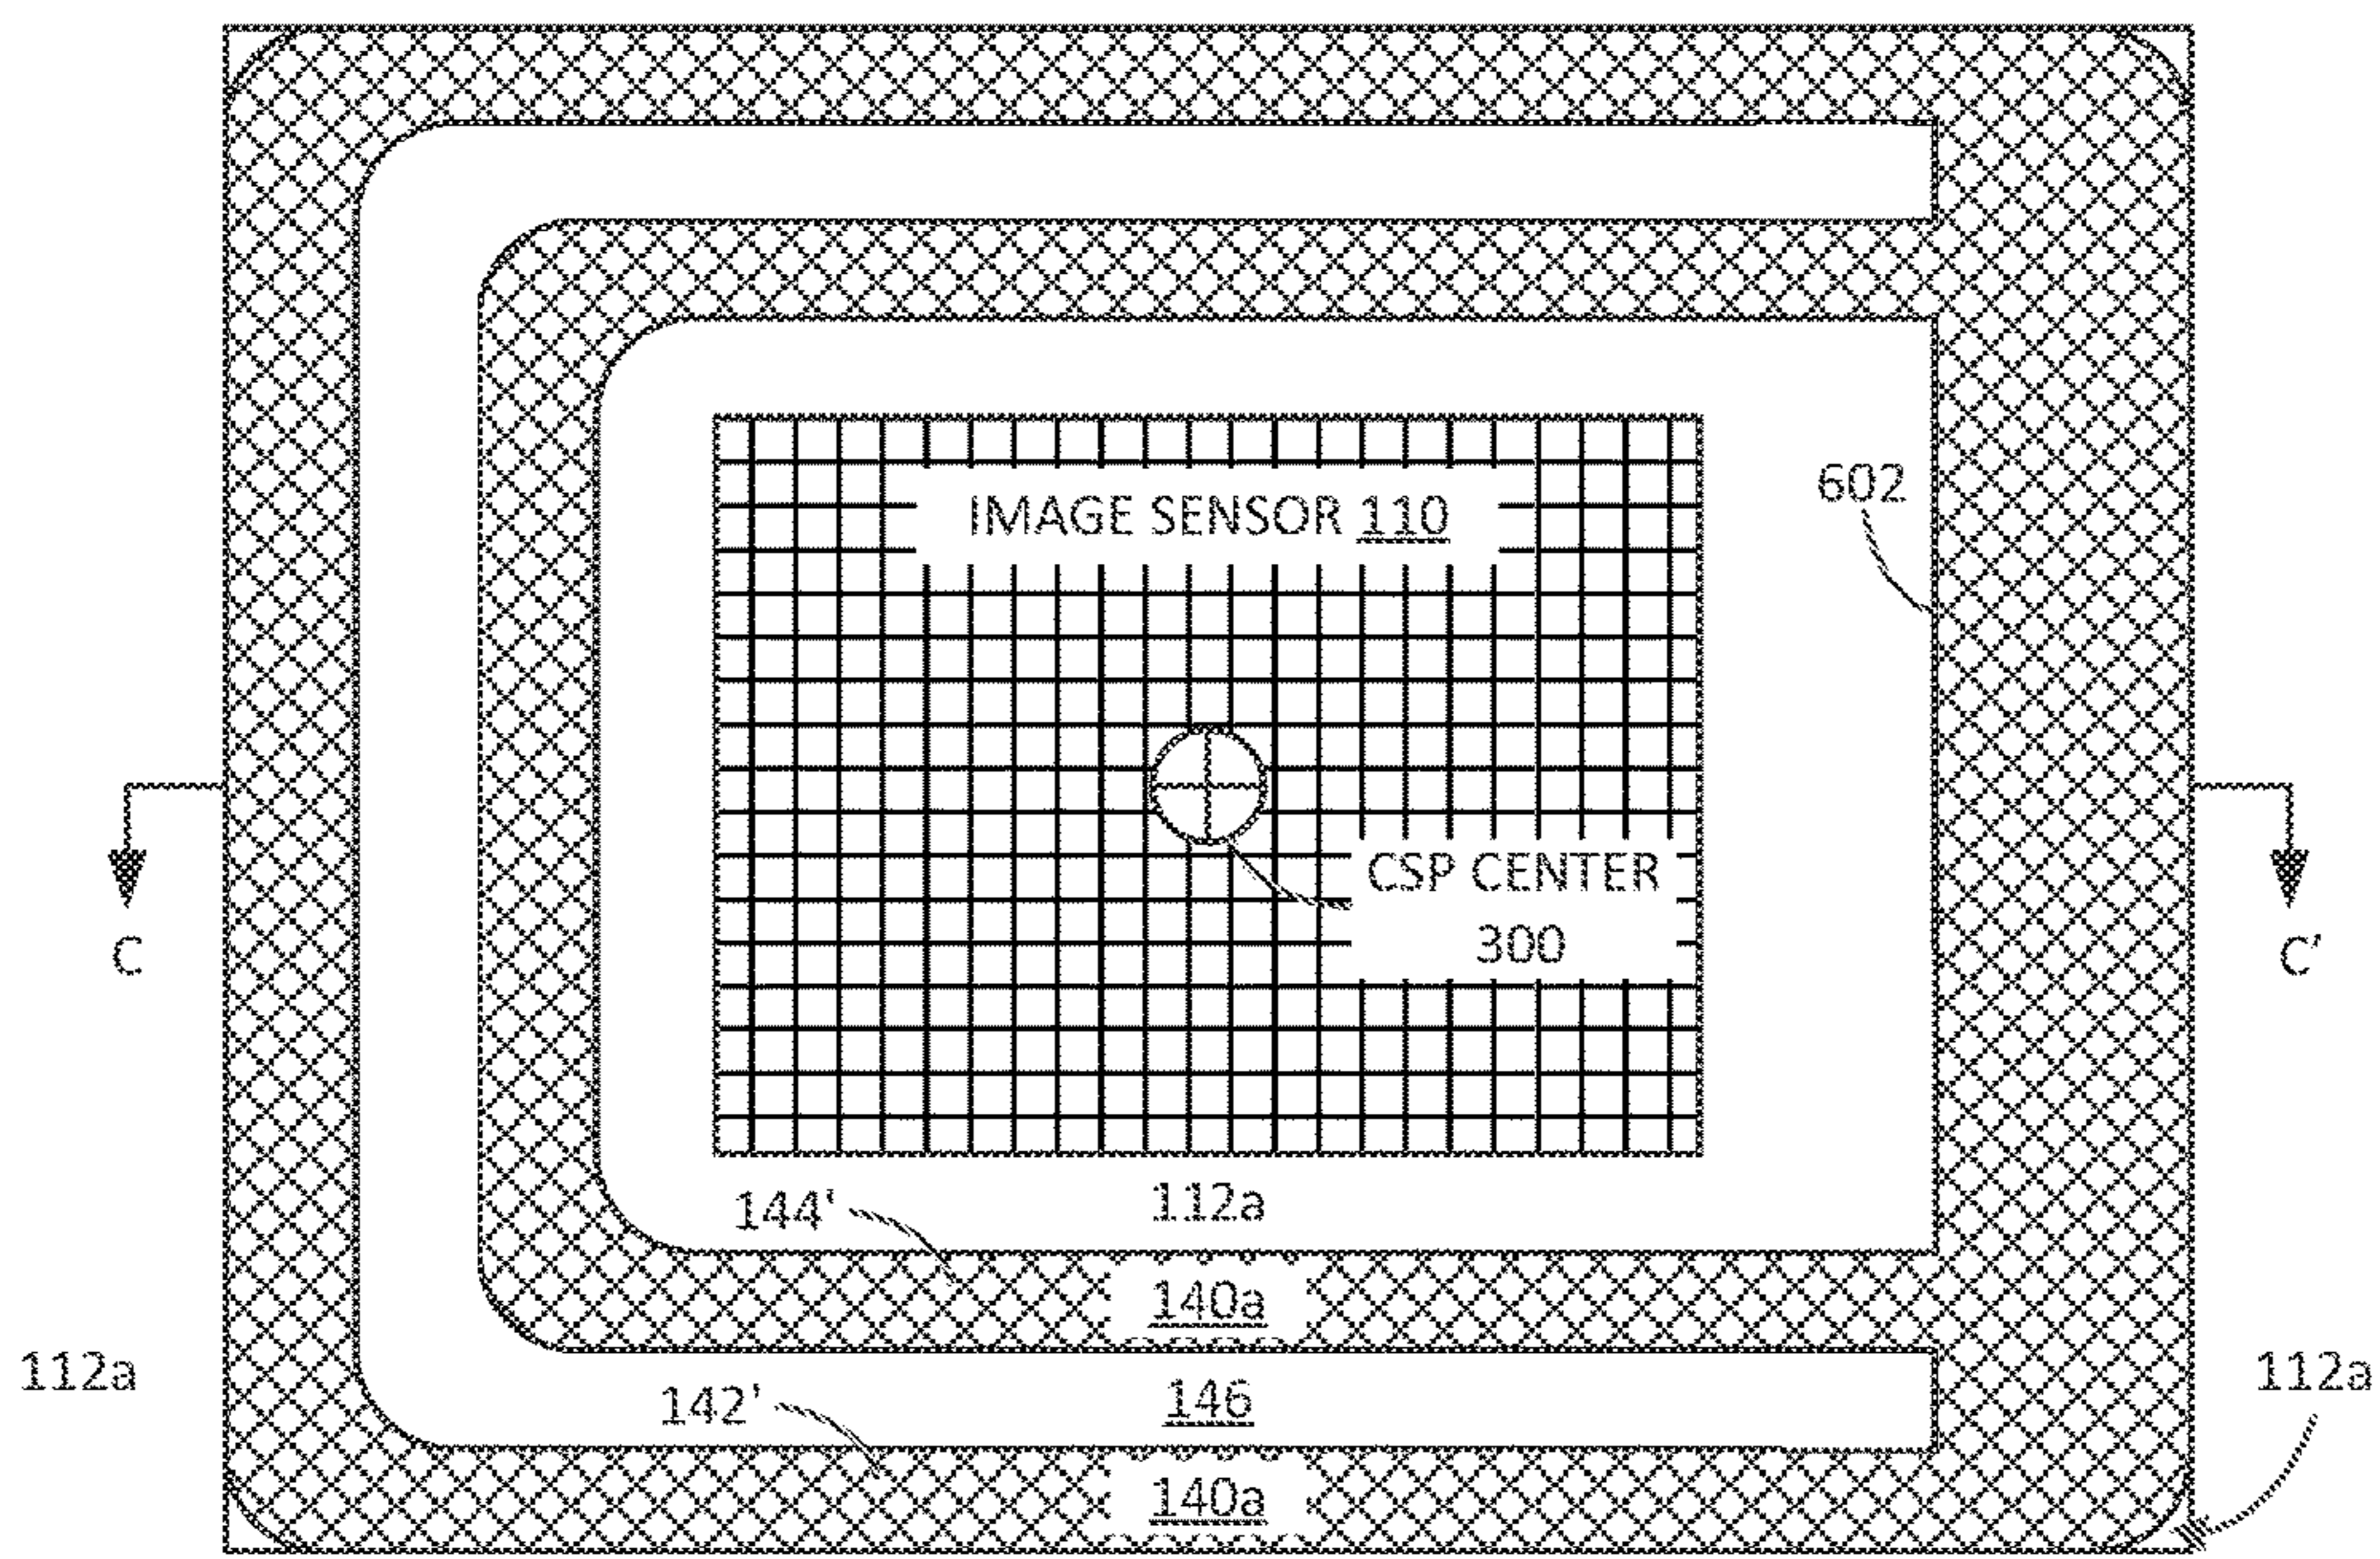 IMAGE SENSOR 110
602
CSP CENTER
300
C
C'
144'
112a
140a
112a
142'
146
112a
140a